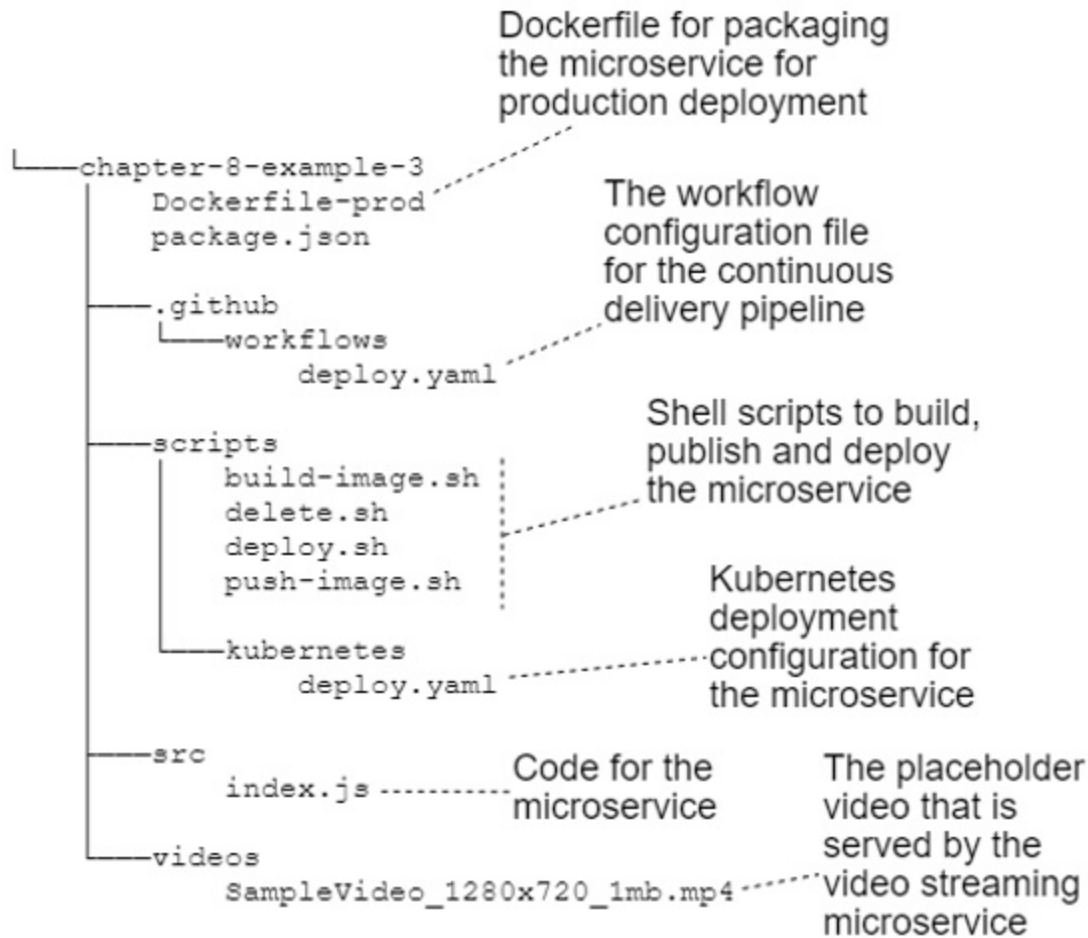 Dockerfile for packaging
the microservice for
production deployment
chapter-8-example-3
Dockerfile-prod
package.json
The workflow
configuration file
for the continuous
delivery pipeline
.github
workflows
deploy.yaml
Shell scripts to build,
publish and deploy
the microservice
scripts
build-image.sh
delete.sh
deploy.sh
push-image.sh
Kubernetes
deployment
configuration for
the microservice
kubernetes
deploy.yaml
src
index.js
Code for the
microservice
The placeholder
video that is
served by the
video streaming
microservice
videos
SampleVideo_1280x720_1mb.mp4